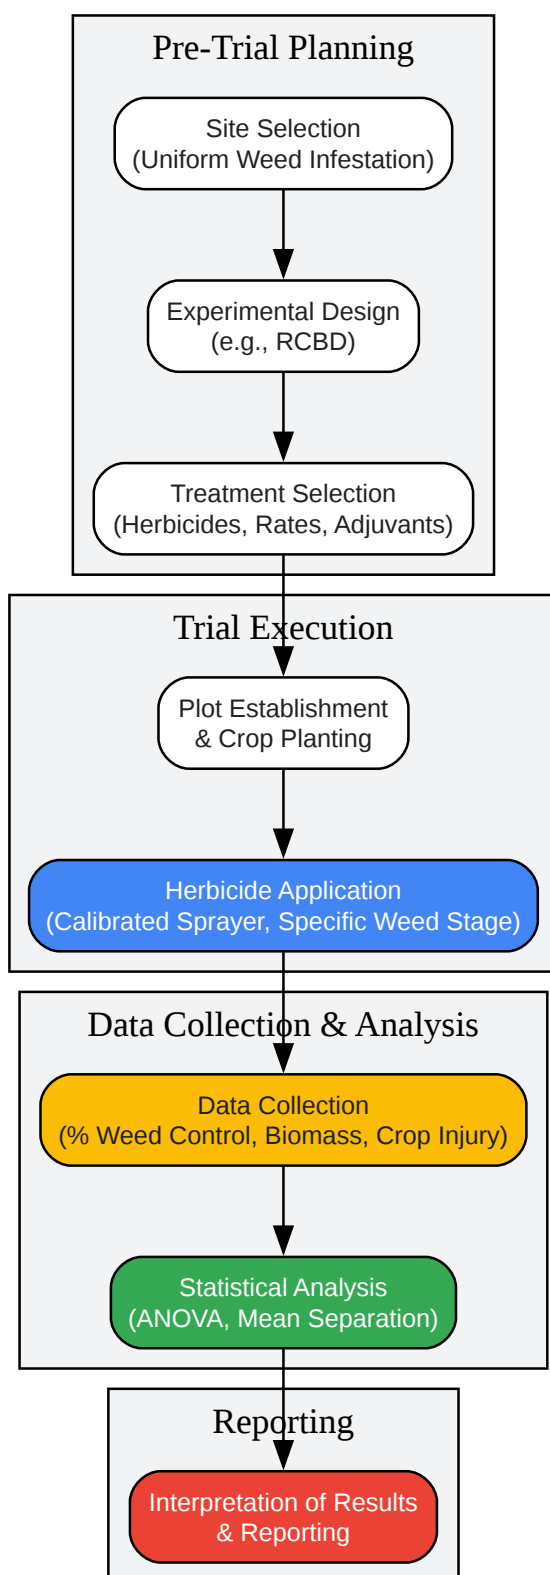 Pre-Trial Planning
Site Selection
(Uniform Weed Infestation)
Experimental Design
(e.g., RCBD)
Treatment Selection
(Herbicides, Rates, Adjuvants)
Trial Execution
Plot Establishment
& Crop Planting
Herbicide Application
(Calibrated Sprayer, Specific Weed Stage)
Data Collection & Analysis
Data Collection
(% Weed Control, Biomass, Crop Injury)
Statistical Analysis
(ANOVA, Mean Separation)
Reporting
Interpretation of Results
& Reporting